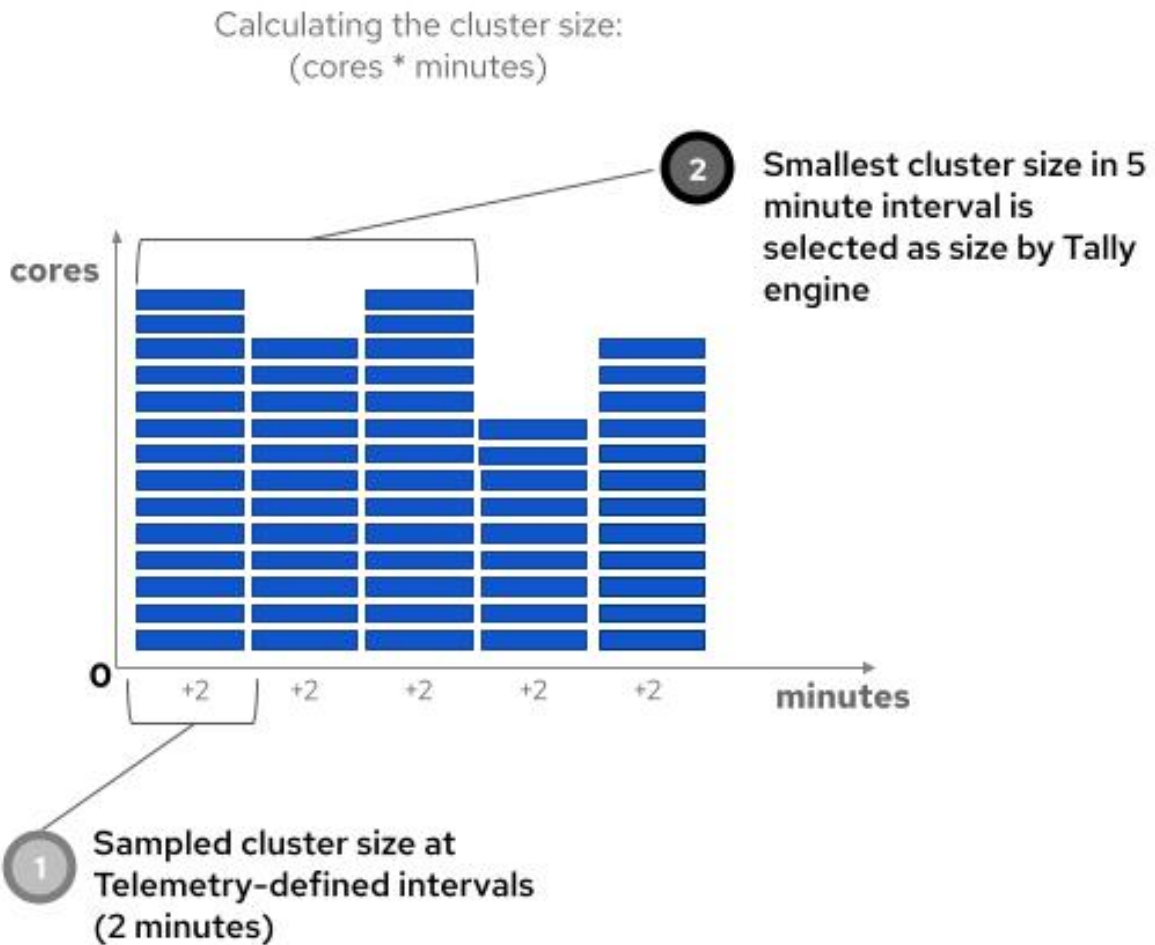 Calculating the cluster size:
(cores * minutes)
2
Smallest cluster size in 5
minute interval is
selected as size by Tally
engine
cores
0
+2
+2
+2
+2
+2
minutes
1
Sampled cluster size at
Telemetry-defined intervals
(2 minutes)